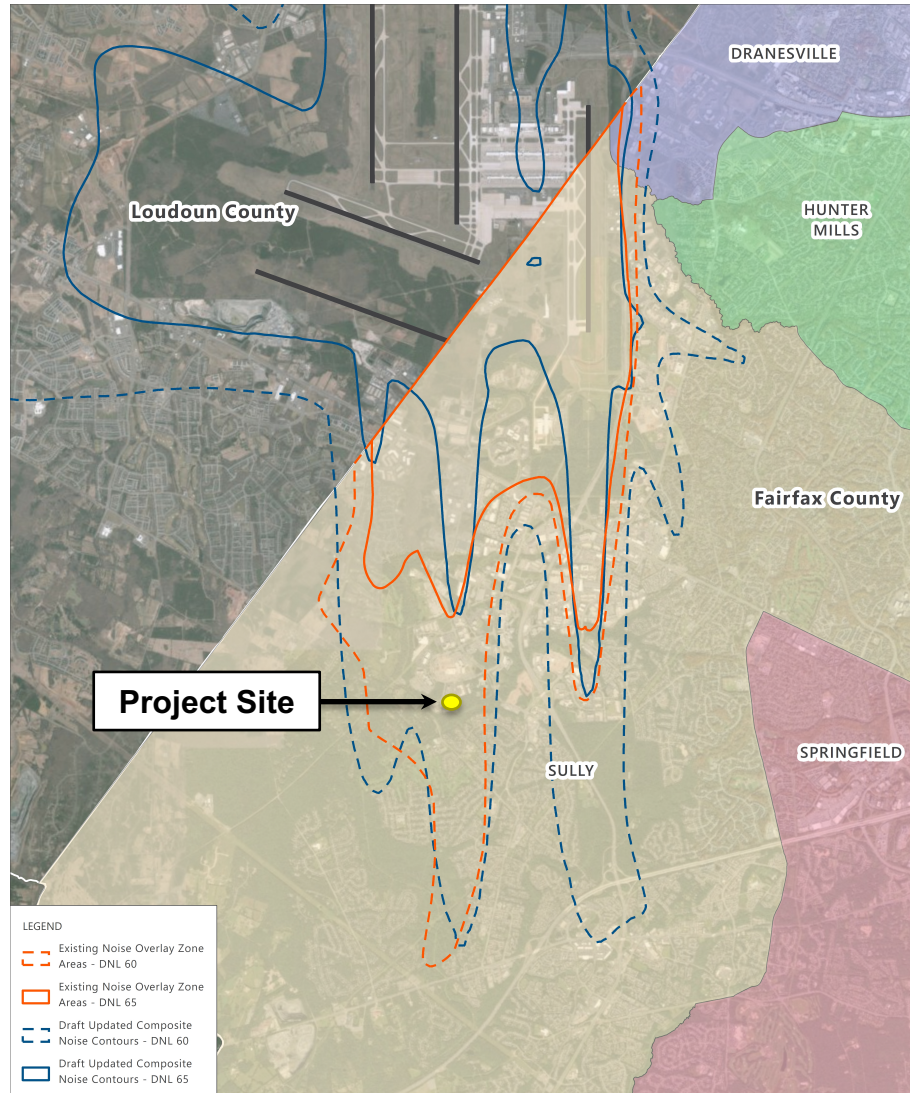 DRANESVILLE
HUNTER
MILLS
Loudoun County
Fairfax County
Project Site
SPRINGFIELD
SULLY
LEGEND
Existing Noise Overlay Zone
Areas - DNL 60
Existing Noise Overlay Zone
Areas - DNL 65
Draft Updated Composite
Noise Contours - DNL 60
Draft Updated Composite
Noise Contours - DNL 65